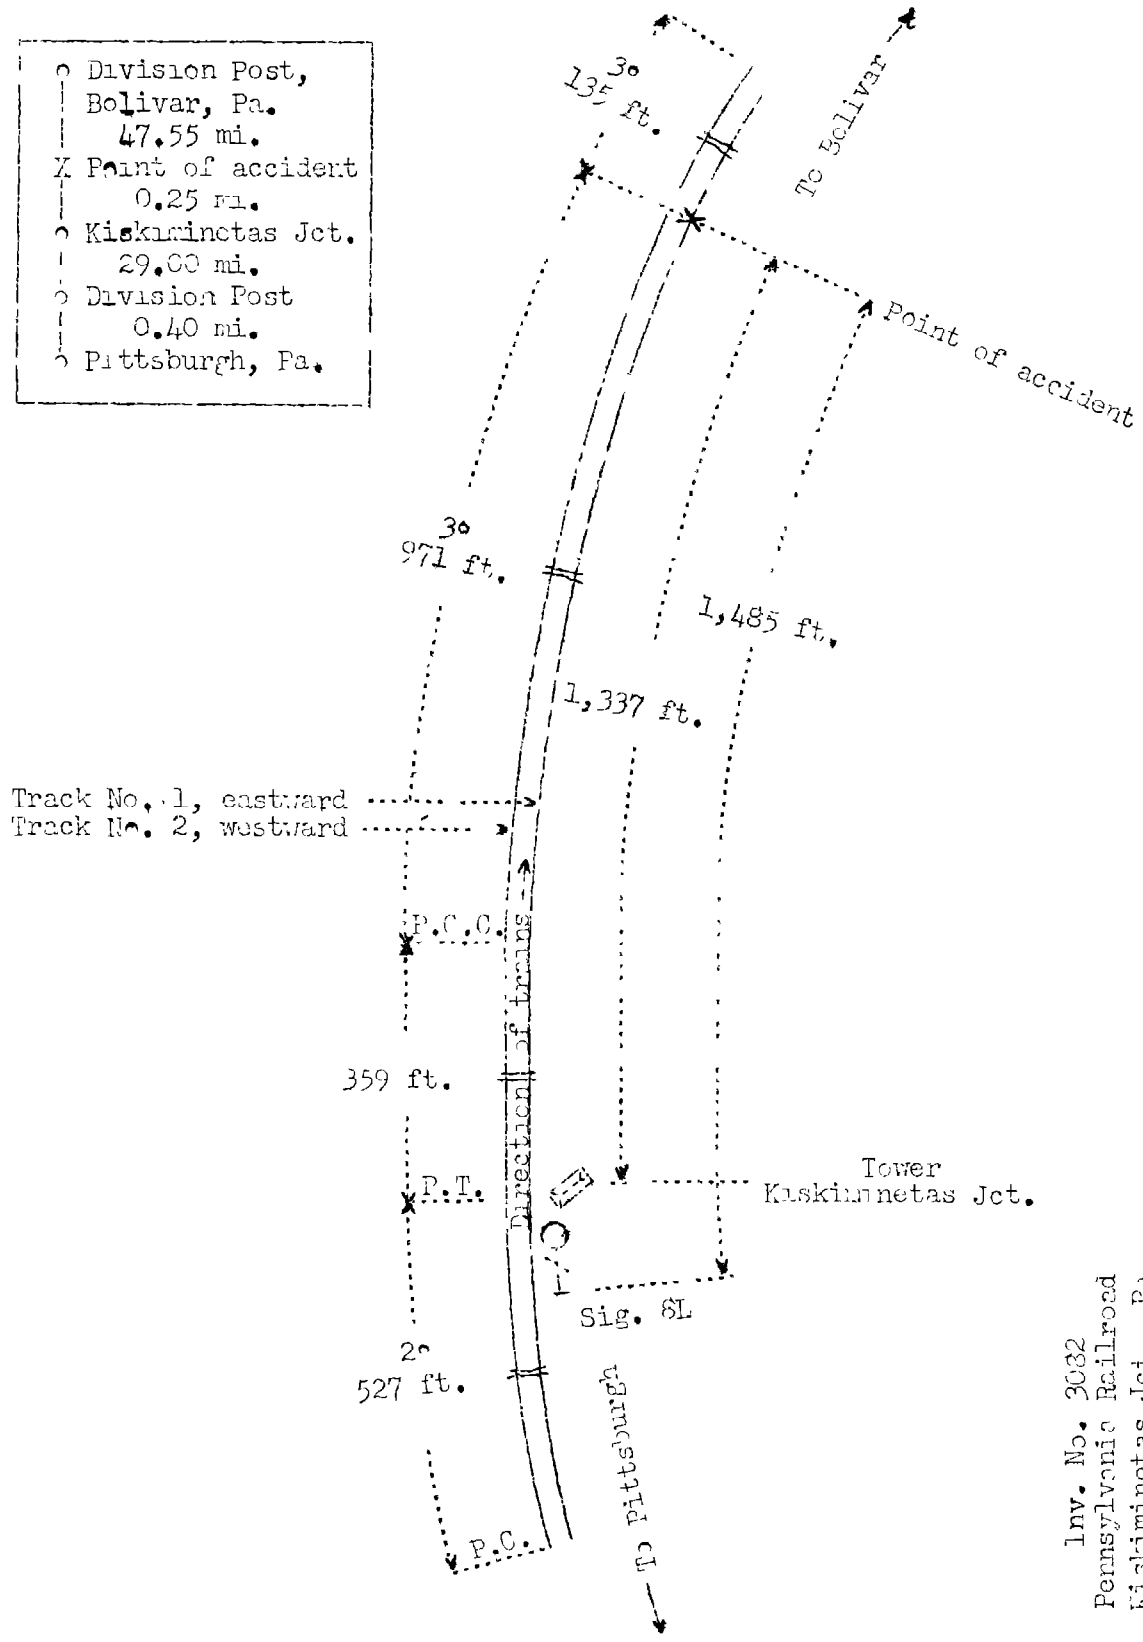 Division Post,
Bolivar, Pa.
47.55 mi.
X Point of accident
0.25 mi.
Kiskiminetas Jct.
29.00 mi.
Division Post
0.40 mi.
Pittsburgh, Pa.
3°
135 ft.
To Bolivar
Point of accident
3°
971 ft.
1,485 ft.
1,337 ft.
Track No. 1, eastward
Track No. 2, westward
P.C.C.
Direction of trains
359 ft.
P.T.
Tower
Kiskiminetas Jct.
Sig. 8L
2°
527 ft.
P.C.
To Pittsburgh
Inv. No. 3082
Pennsylvania Railroad
Kiskiminetas Jct.